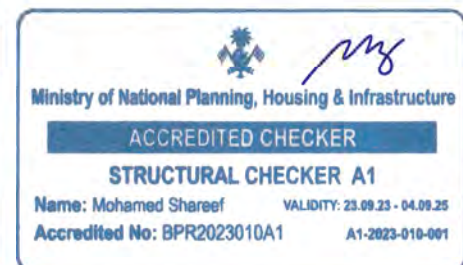 Ministry of National Planning, Housing & Infrastructure
ACCREDITED CHECKER
STRUCTURAL CHECKER A1
Name: Mohamed Shareef VALIDITY: 23.09.23 - 04.09.25
Accredited No: BPR2023010A1 A1-2023-010-001